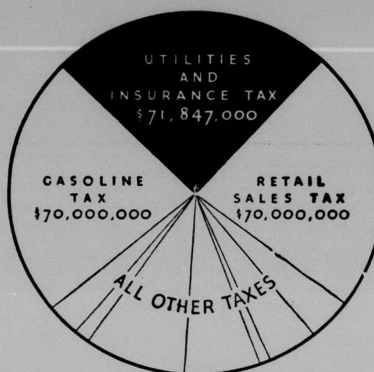 UTILITIES
AND
INSURANCE TAX
$71,847,000
GASOLINE
TAX
$70,000,000
RETAIL
SALES TAX
$70,000,000
ALL OTHER TAXES